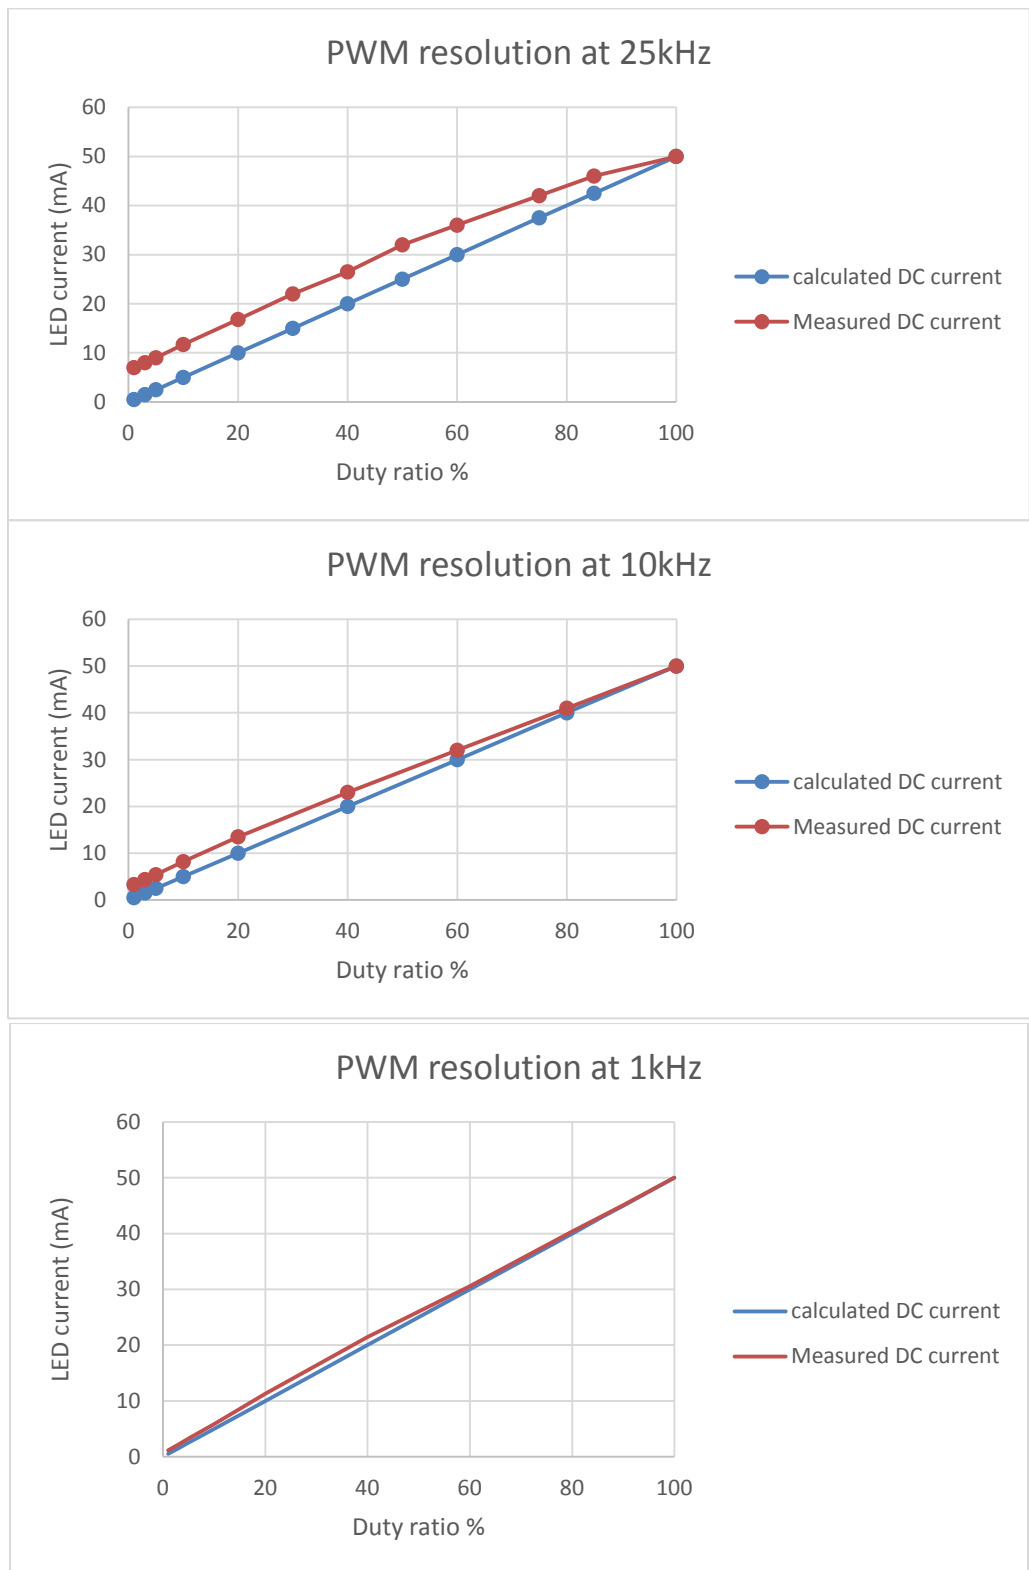 PWM resolution at 25kHz
60
50
40
30
20
10
0
LED current (mA)
0 20 40 60 80 100
Duty ratio %
calculated DC current
Measured DC current
PWM resolution at 10kHz
60
50
40
30
20
10
0
LED current (mA)
0 20 40 60 80 100
Duty ratio %
calculated DC current
Measured DC current
PWM resolution at 1kHz
60
50
40
30
20
10
0
LED current (mA)
0 20 40 60 80 100
Duty ratio %
calculated DC current
Measured DC current